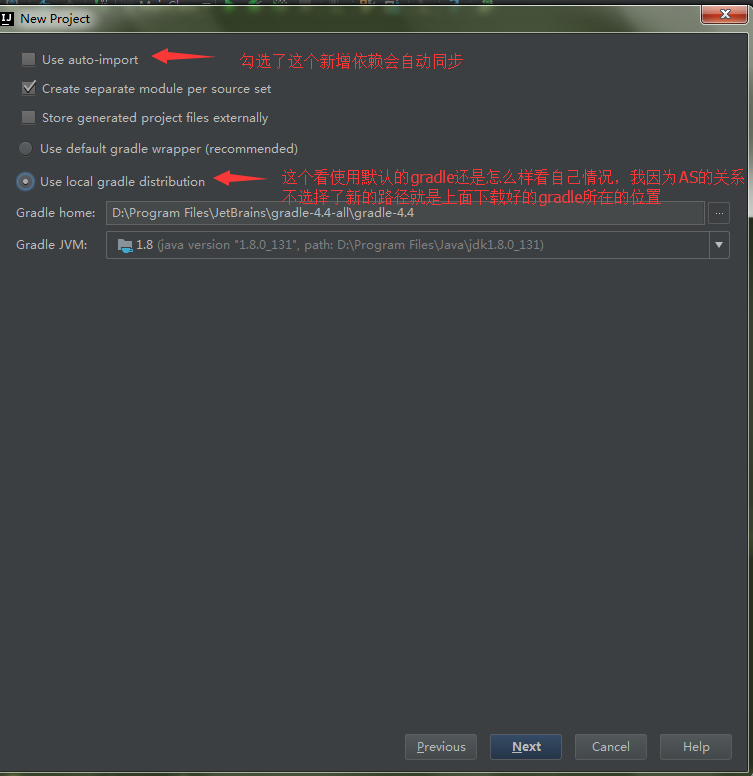 New Project
Use auto-import
勾选了这个新增依赖会自动同步
Create separate module per source set
Store generated project files externally
Use default gradle wrapper (recommended)
Use local gradle distribution
这个看使用默认的gradle还是怎么样看自己情况，我因为AS的关系
不选择了新的路径就是上面下载好的gradle所在的位置
Gradle home: D:\Program Files\JetBrains\gradle-4.4-all\gradle-4.4 ...
Gradle JVM: 1.8 (java version "1.8.0_131", path: D:\Program Files\Java\jdk1.8.0_131)
Previous Next Cancel Help